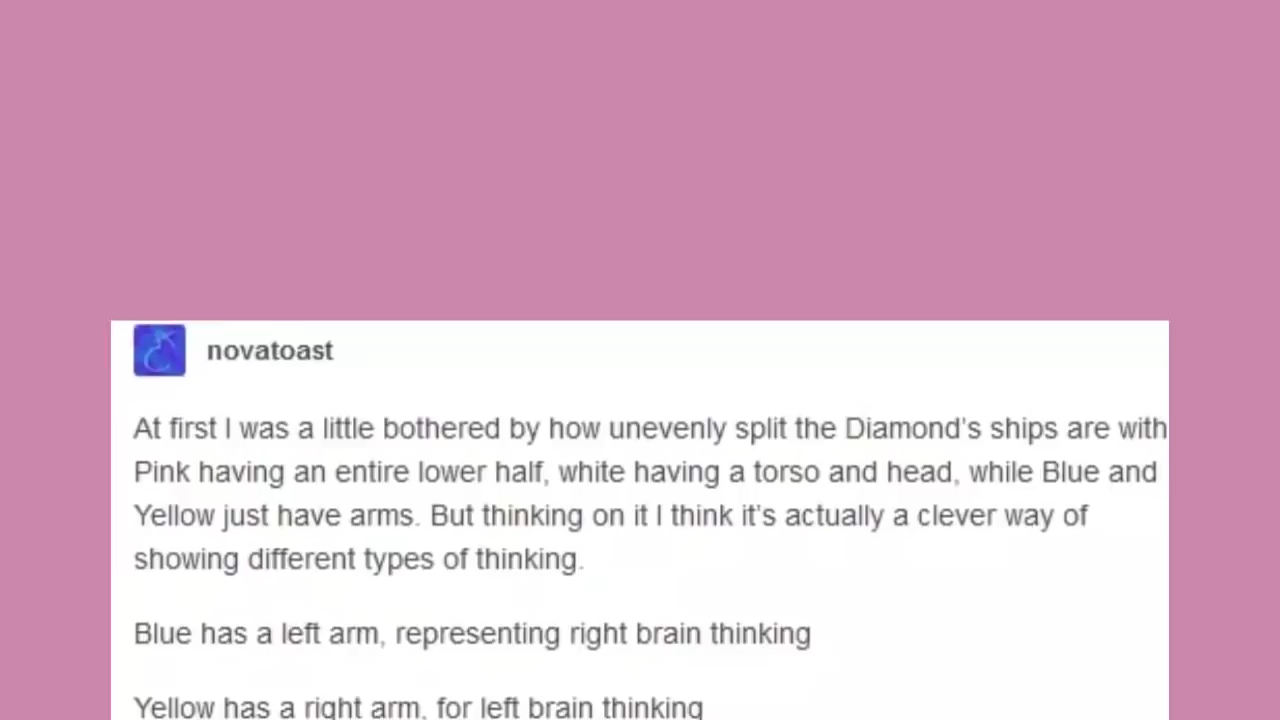 novatoast
At first I was a little bothered by how unevenly split the Diamond's ships are with
Pink having an entire lower half, white having a torso and head, while Blue and
Yellow just have arms. But thinking on it I think it's actually a clever way of
showing different types of thinking.
Blue has a left arm, representing right brain thinking
Yellow has a right arm, for left brain thinking